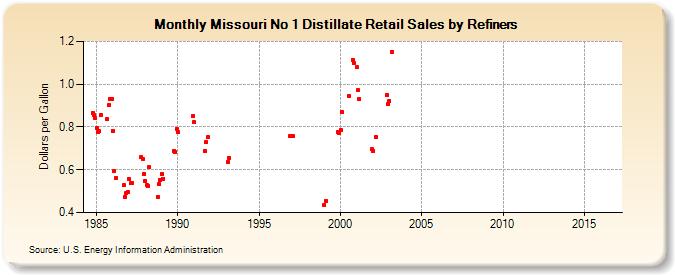 Monthly Missouri No 1 Distillate Retail Sales by Refiners
Dollars per Gallon
1.2
1.0
0.8
0.6
0.4
1985 1990 1995 2000 2005 2010 2015
Source: U.S. Energy Information Administration